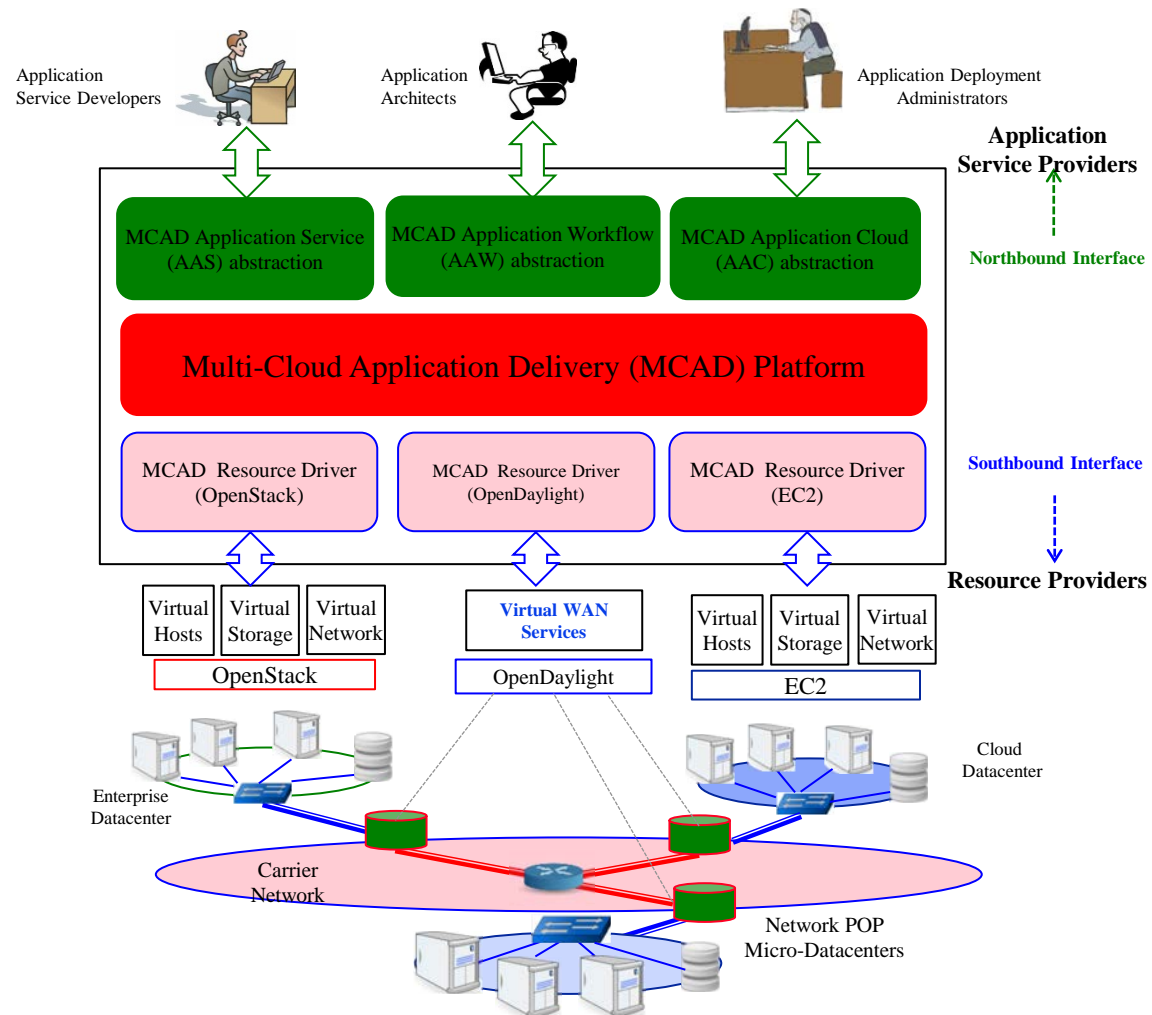 Application
Service Developers
Application
Architects
Application Deployment
Administrators
Application
Service Providers
MCAD Application Service
(AAS) abstraction
MCAD Application Workflow
(AAW) abstraction
MCAD Application Cloud
(AAC) abstraction
Northbound Interface
Multi-Cloud Application Delivery (MCAD) Platform
MCAD Resource Driver
(OpenStack)
MCAD Resource Driver
(OpenDaylight)
MCAD Resource Driver
(EC2)
Southbound Interface
Resource Providers
Virtual
Hosts
Virtual
Storage
Virtual
Network
Virtual WAN
Services
Virtual
Hosts
Virtual
Storage
Virtual
Network
OpenStack
OpenDaylight
EC2
Cloud
Datacenter
Enterprise
Datacenter
Carrier
Network
Network POP
Micro-Datacenters